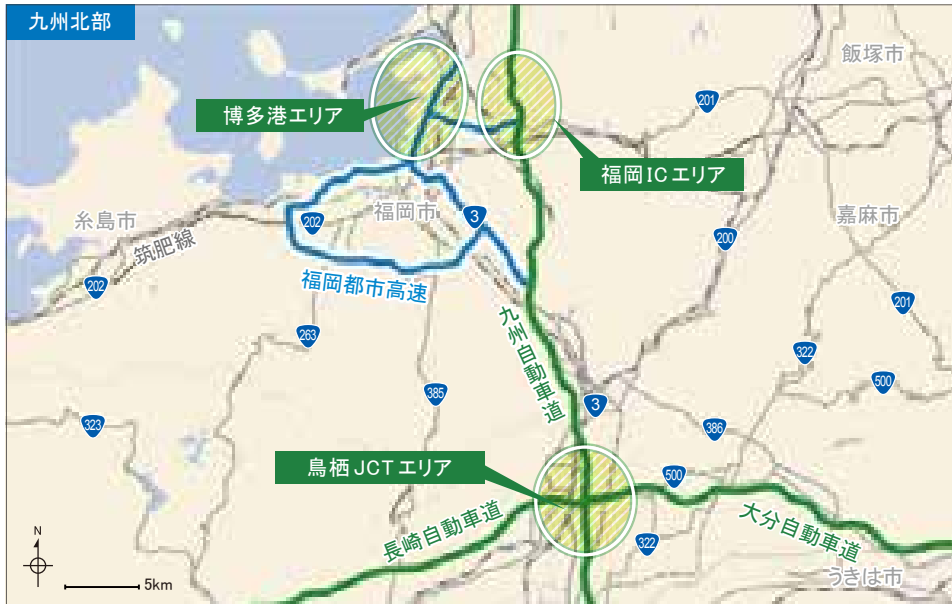 九州北部
飯塚市
201
博多港エリア
福岡ICエリア
糸島市
202
福岡市
3
嘉麻市
筑肥線
200
202
福岡都市高速
201
九州自動車道
263
322
385
500
3
323
386
鳥栖JCTエリア
500
長崎自動車道
大分自動車道
322
うきは市
N
5km